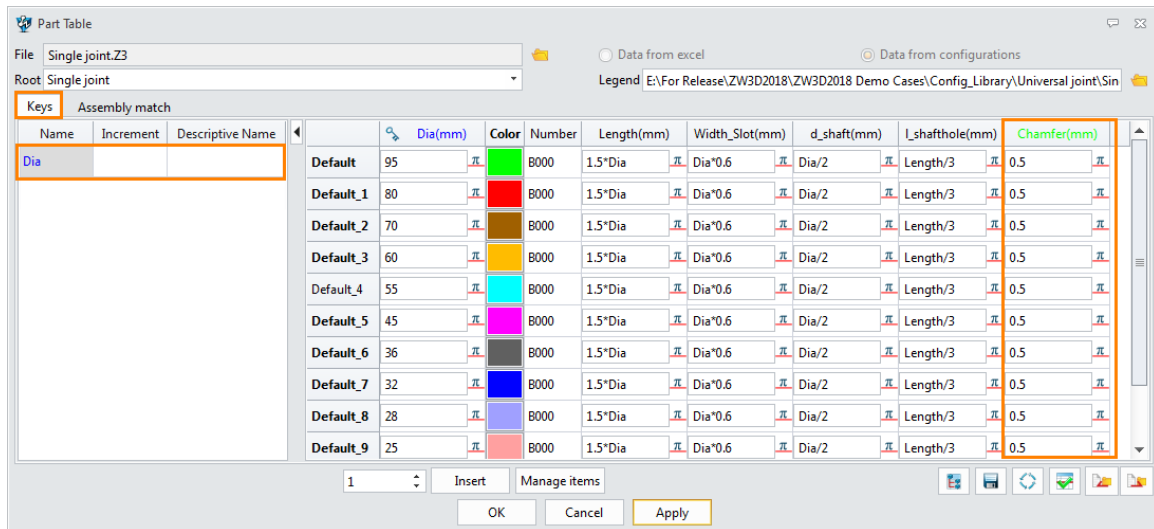 Part Table
File Single joint.Z3 Data from excel Data from configurations
Root Single joint Legend E:\For Release\ZW3D2018\ZW3D2018 Demo Cases\Config_Library\Universal joint\Sin
Keys Assembly match
Name Increment Descriptive Name Dia(mm) Color Number Length(mm) Width_Slot(mm) d_shaft(mm) l_shafthole(mm) Chamfer(mm)
Dia Default 95 π B000 1.5*Dia π Dia*0.6 π Dia/2 π Length/3 π 0.5 π
Default_1 80 π B000 1.5*Dia π Dia*0.6 π Dia/2 π Length/3 π 0.5 π
Default_2 70 π B000 1.5*Dia π Dia*0.6 π Dia/2 π Length/3 π 0.5 π
Default_3 60 π B000 1.5*Dia π Dia*0.6 π Dia/2 π Length/3 π 0.5 π
Default_4 55 π B000 1.5*Dia π Dia*0.6 π Dia/2 π Length/3 π 0.5 π
Default_5 45 π B000 1.5*Dia π Dia*0.6 π Dia/2 π Length/3 π 0.5 π
Default_6 36 π B000 1.5*Dia π Dia*0.6 π Dia/2 π Length/3 π 0.5 π
Default_7 32 π B000 1.5*Dia π Dia*0.6 π Dia/2 π Length/3 π 0.5 π
Default_8 28 π B000 1.5*Dia π Dia*0.6 π Dia/2 π Length/3 π 0.5 π
Default_9 25 π B000 1.5*Dia π Dia*0.6 π Dia/2 π Length/3 π 0.5 π
1 Insert Manage items
OK Cancel Apply